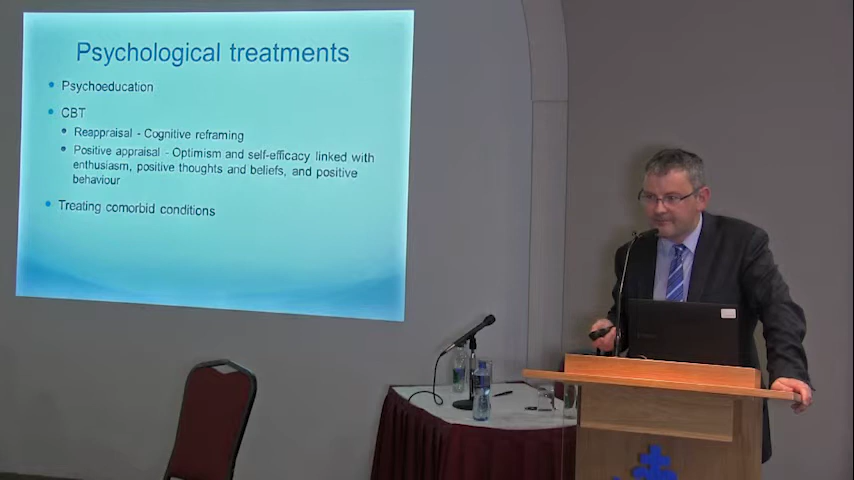 Psychological treatments
Psychoeducation
CBT
Reappraisal - Cognitive reframing
Positive appraisal - Optimism and self-efficacy linked with
enthusiasm, positive thoughts and beliefs, and positive
behaviour
Treating comorbid conditions